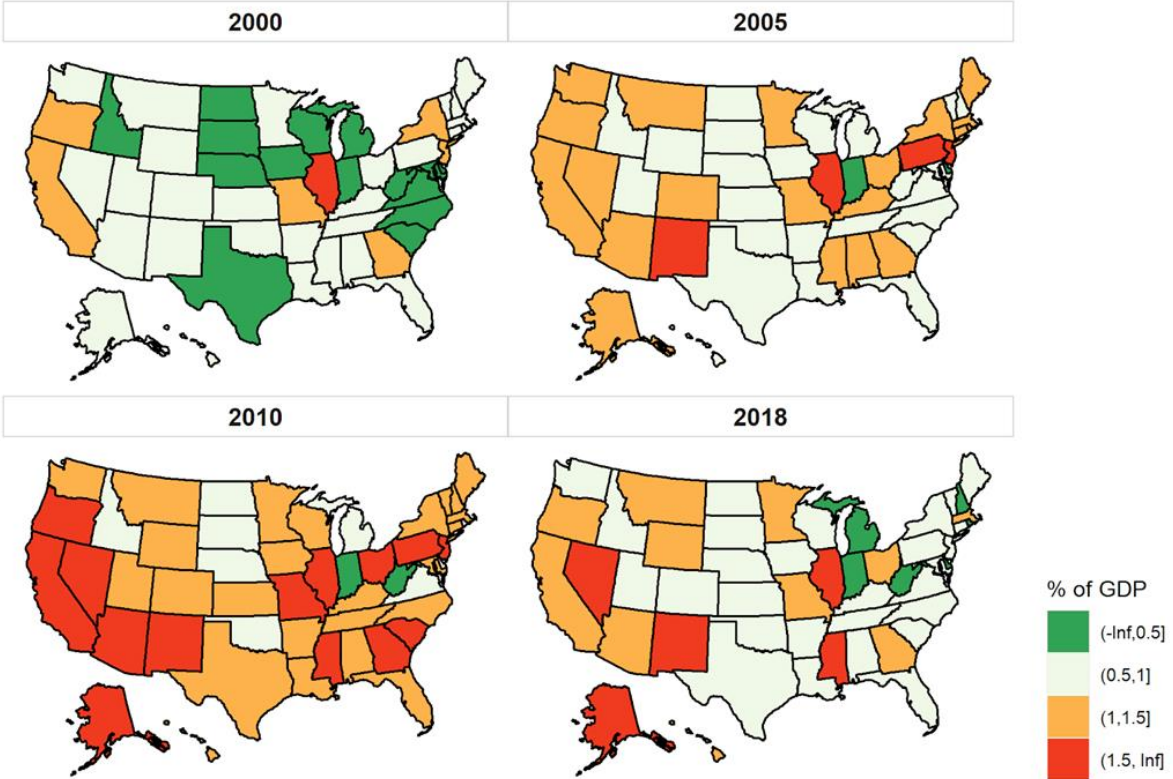 2000
2005
2010
2018
% of GDP
(-Inf,0.5]
(0.5,1]
(1,1.5]
(1.5, Inf]